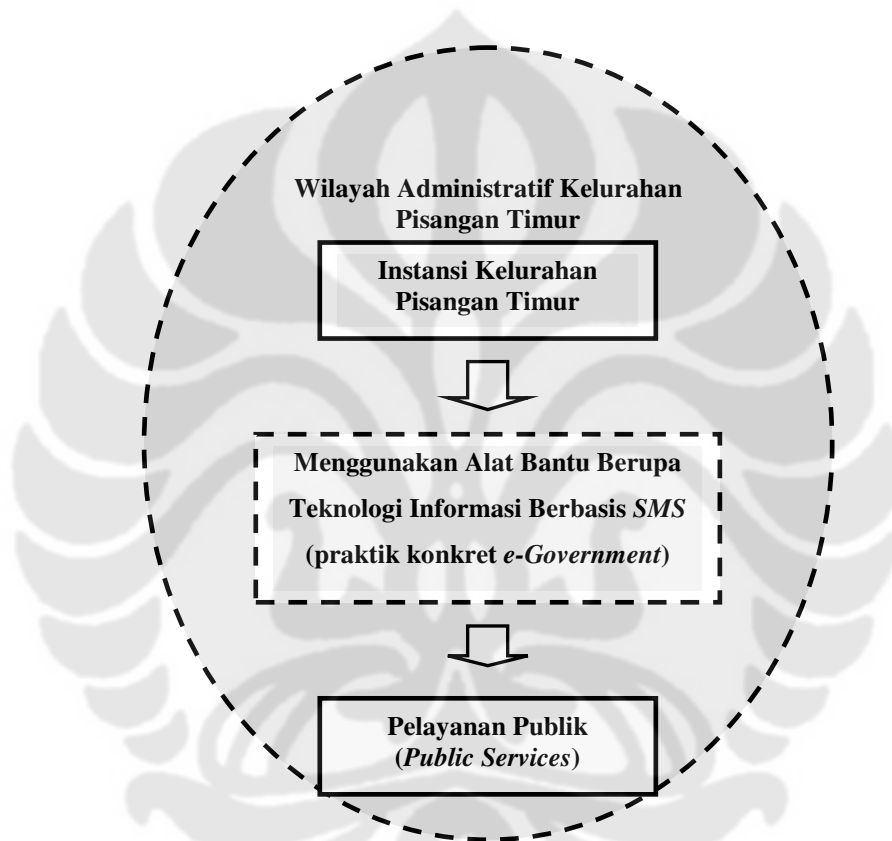 Wilayah Administratif Kelurahan
Pisangan Timur
Instansi Kelurahan
Pisangan Timur
Menggunakan Alat Bantu Berupa
Teknologi Informasi Berbasis SMS
(praktik konkret e-Government)
Pelayanan Publik
(Public Services)